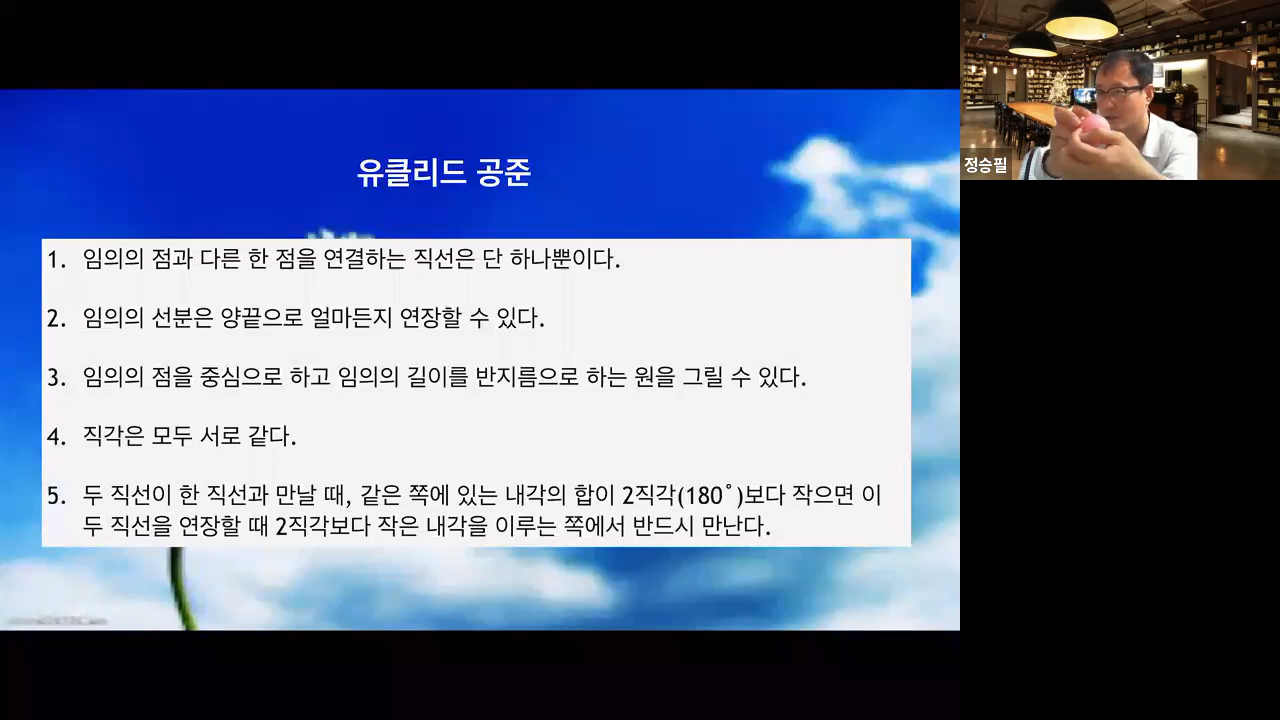 유클리드 공준
1. 임의의 점과 다른 한 점을 연결하는 직선은 단 하나뿐이다.
2. 임의의 선분은 양끝으로 얼마든지 연장할 수 있다.
3. 임의의 점을 중심으로 하고 임의의 길이를 반지름으로 하는 원을 그릴 수 있다.
4. 직각은 모두 서로 같다.
5. 두 직선이 한 직선과 만날 때, 같은 쪽에 있는 내각의 합이 2직각(180˚)보다 작으면 이
두 직선을 연장할 때 2직각보다 작은 내각을 이루는 쪽에서 반드시 만난다.
정승필